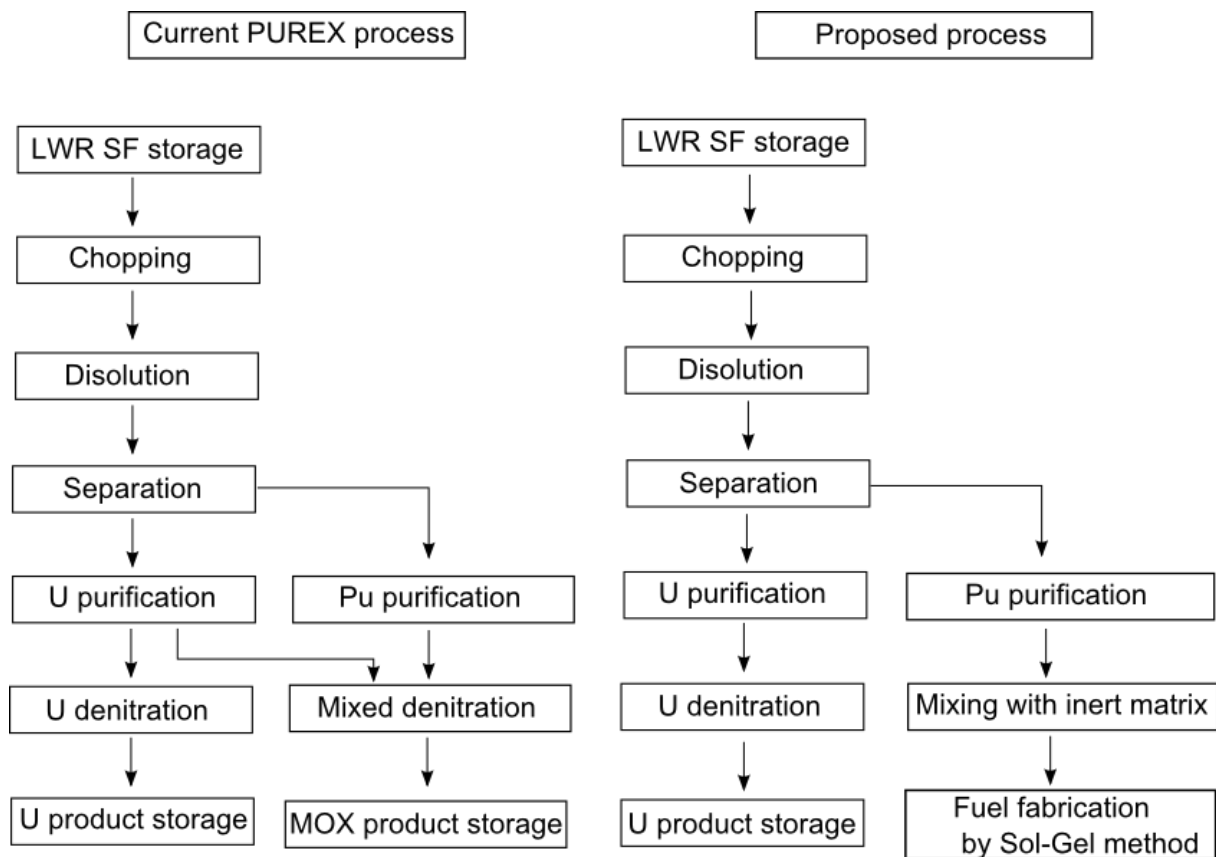 Current PUREX process
LWR SF storage
Chopping
Disolution
Separation
U purification
Pu purification
U denitration
Mixed denitration
U product storage
MOX product storage
Proposed process
LWR SF storage
Chopping
Disolution
Separation
U purification
Pu purification
U denitration
Mixing with inert matrix
U product storage
Fuel fabrication
by Sol-Gel method